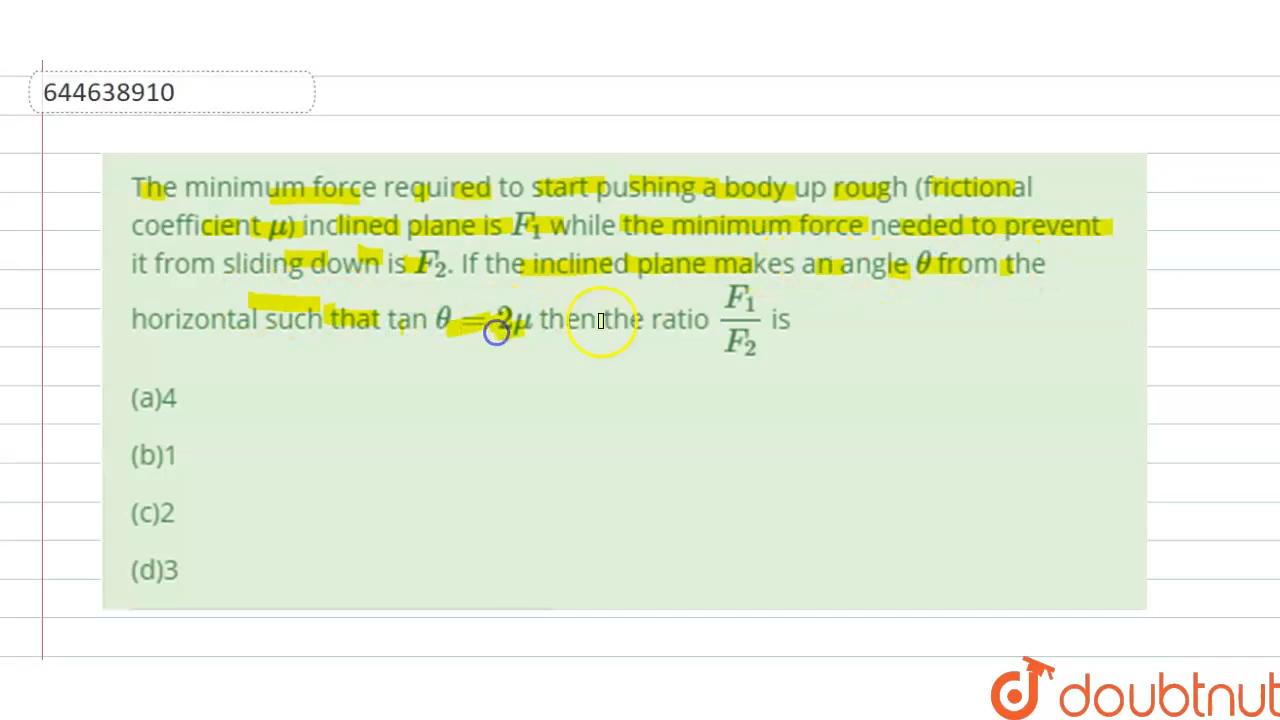 644638910
The minimum force required to start pushing a body up rough (frictional
coefficient μ) inclined plane is F₁ while the minimum force needed to prevent
it from sliding down is F₂. If the inclined plane makes an angle θ from the
horizontal such that tan θ = 2μ then the ratio F₁/F₂ is
(a)4
(b)1
(c)2
(d)3
doubtnut